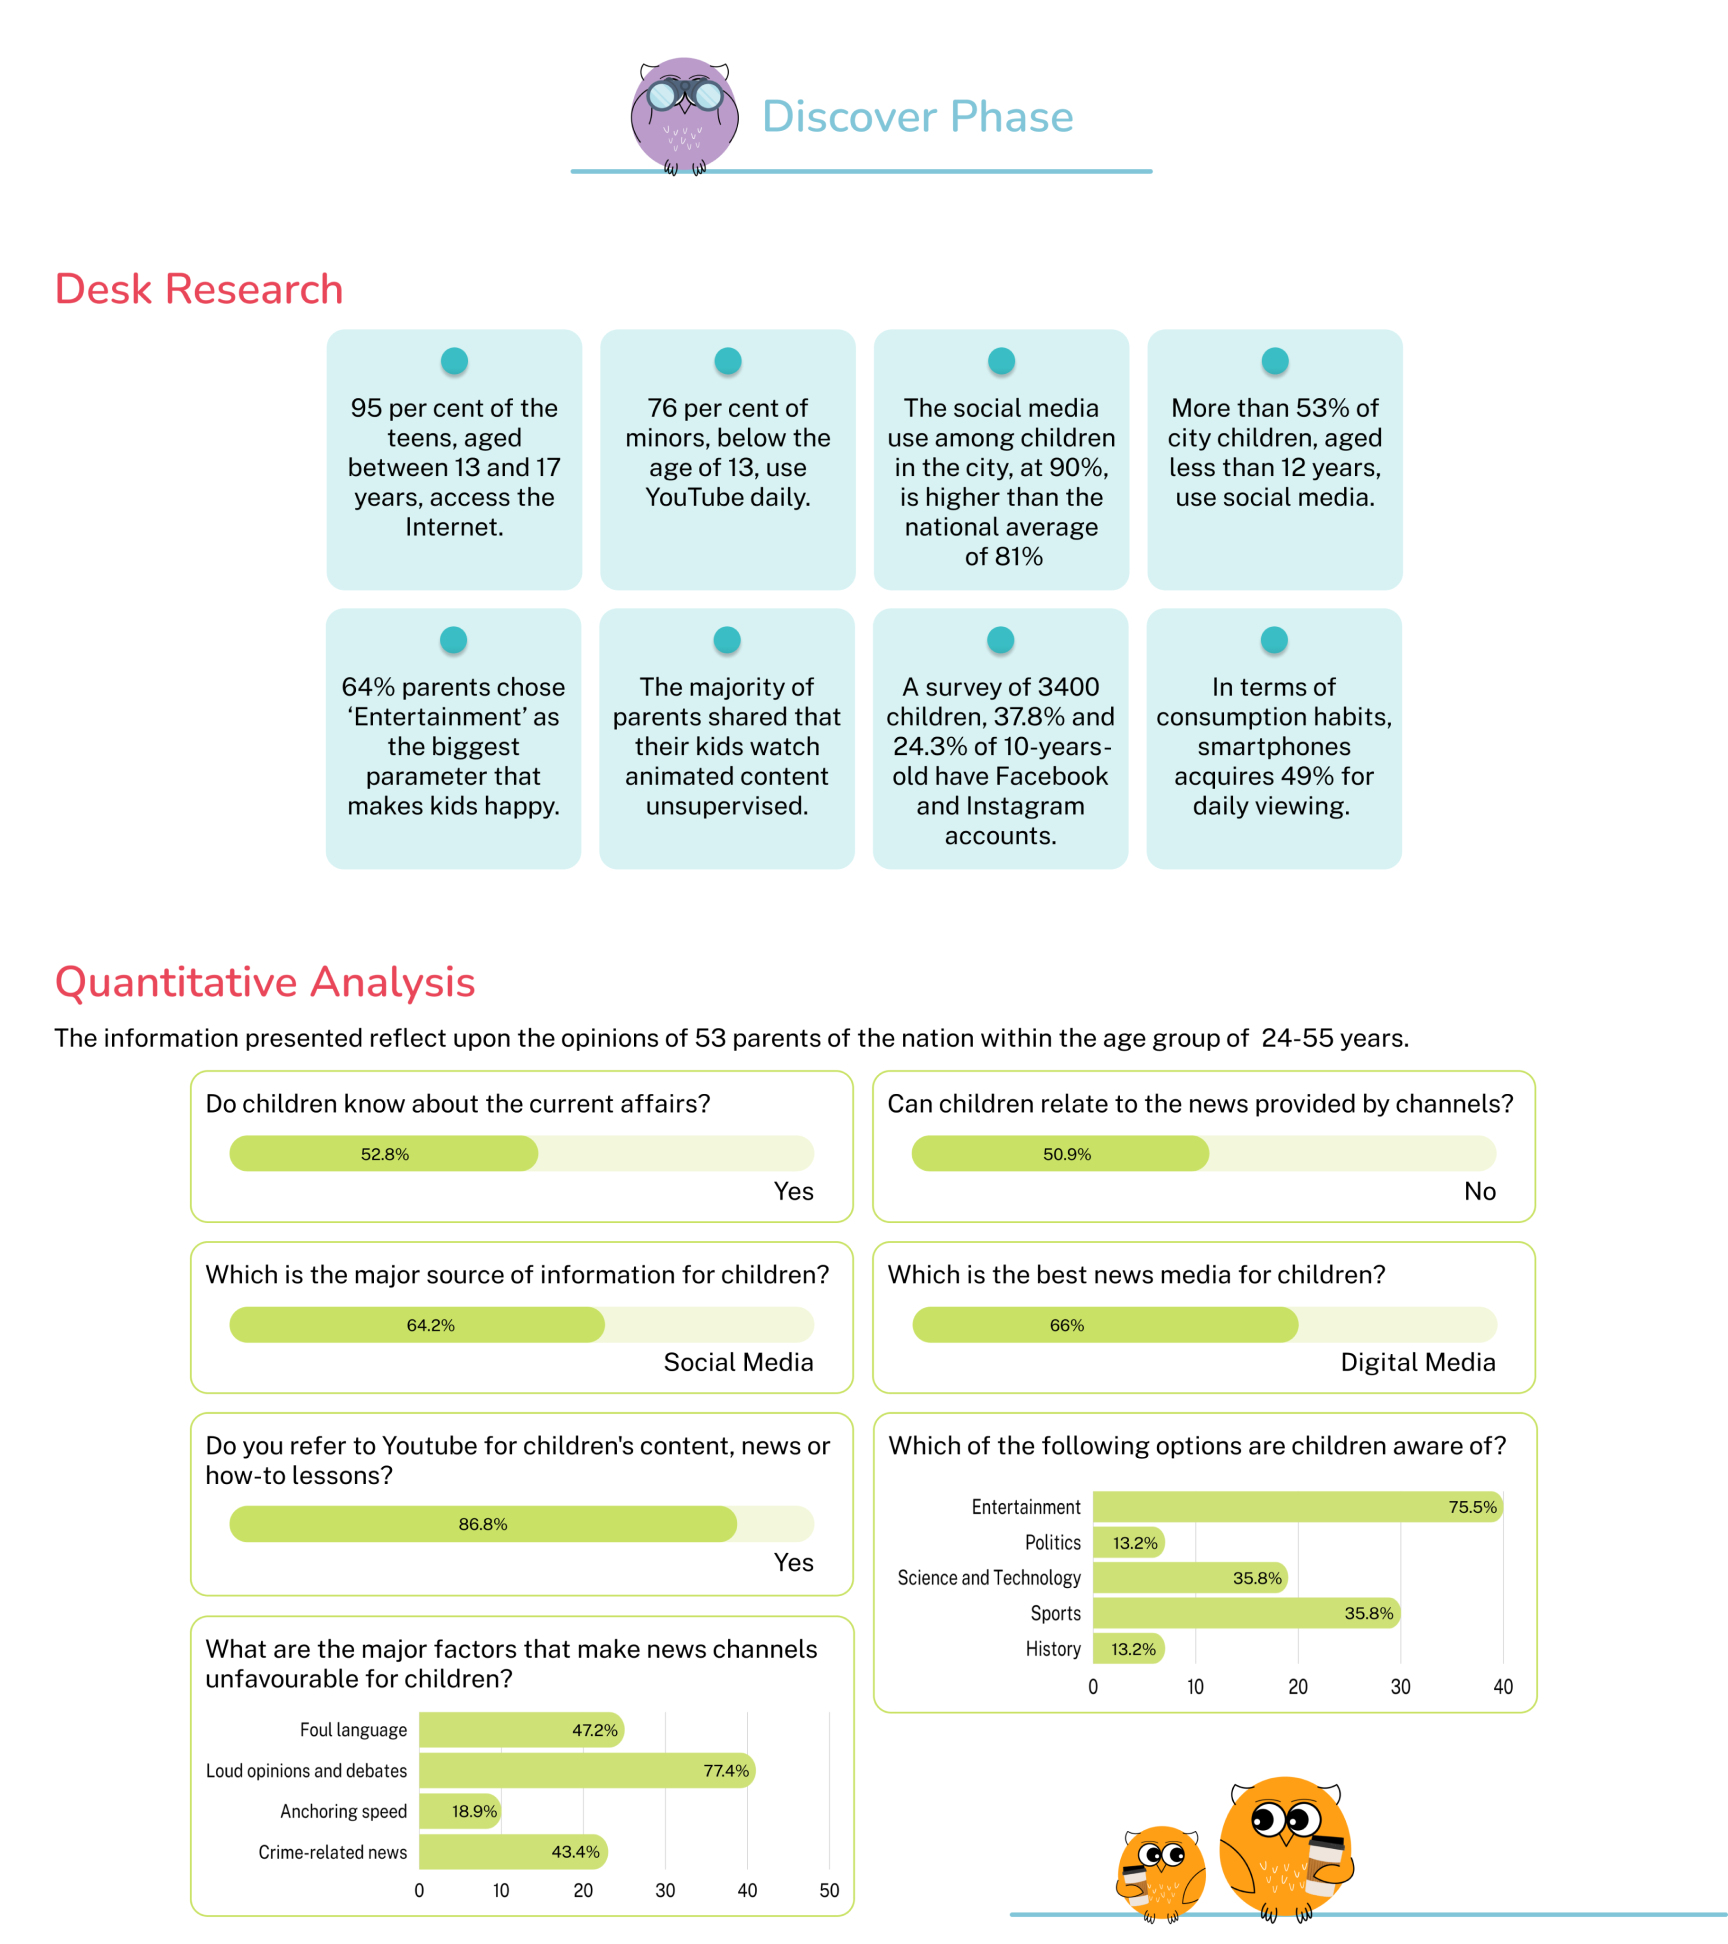 Discover Phase
Desk Research
95 per cent of the
teens, aged
between 13 and 17
years, access the
Internet.
76 per cent of
minors, below the
age of 13, use
YouTube daily.
The social media
use among children
in the city, at 90%,
is higher than the
national average
of 81%
More than 53% of
city children, aged
less than 12 years,
use social media.
64% parents chose
‘Entertainment’ as
the biggest
parameter that
makes kids happy.
The majority of
parents shared that
their kids watch
animated content
unsupervised.
A survey of 3400
children, 37.8% and
24.3% of 10-years-
old have Facebook
and Instagram
accounts.
In terms of
consumption habits,
smartphones
acquires 49% for
daily viewing.
Quantitative Analysis
The information presented reflect upon the opinions of 53 parents of the nation within the age group of 24-55 years.
Do children know about the current affairs?
52.8%
Yes
Can children relate to the news provided by channels?
50.9%
No
Which is the major source of information for children?
64.2%
Social Media
Which is the best news media for children?
66%
Digital Media
Do you refer to Youtube for children's content, news or
how-to lessons?
86.8%
Yes
Which of the following options are children aware of?
Entertainment 75.5%
Politics 13.2%
Science and Technology 35.8%
Sports 35.8%
History 13.2%
0 10 20 30 40
What are the major factors that make news channels
unfavourable for children?
Foul language 47.2%
Loud opinions and debates 77.4%
Anchoring speed 18.9%
Crime-related news 43.4%
0 10 20 30 40 50